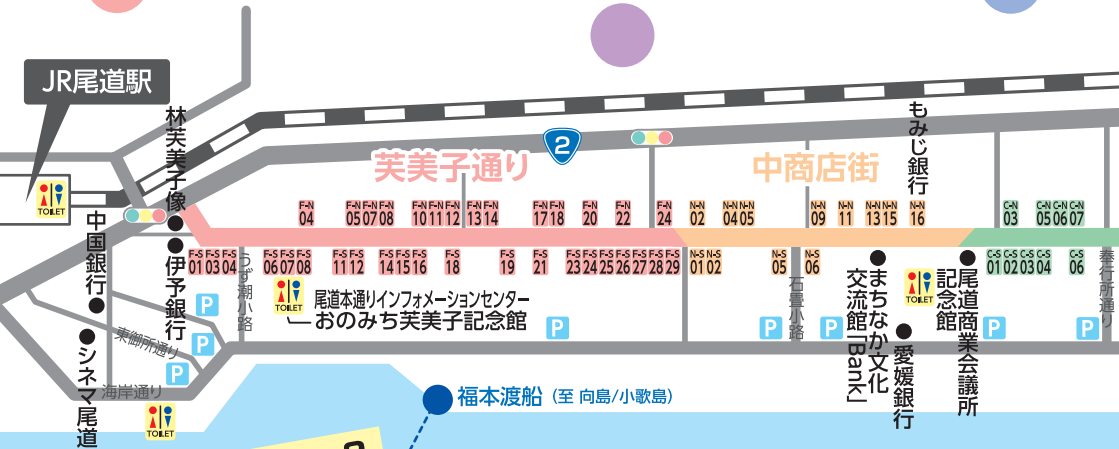 JR尾道駅
TOILET
林芙美子像
中国銀行
シネマ尾道
伊予銀行
芙美子通り
2
中商店街
もみじ銀行
F-N 04
F-N 05
F-N 07
F-N 08
F-N 10
F-N 11
F-N 12
F-N 13
F-N 14
F-N 17
F-N 18
F-N 20
F-N 22
F-N 24
N-N 02
N-N 04
N-N 05
N-N 09
N-N 11
N-N 13
N-N 15
N-N 16
C-N 03
C-N 05
C-N 06
C-N 07
F-S 01
F-S 03
F-S 04
F-S 06
F-S 07
F-S 08
F-S 11
F-S 12
F-S 14
F-S 15
F-S 16
F-S 18
F-S 19
F-S 21
F-S 23
F-S 24
F-S 25
F-S 26
F-S 27
F-S 28
F-S 29
N-S 01
N-S 02
N-S 05
N-S 06
C-S 01
C-S 02
C-S 03
C-S 04
C-S 06
うず潮小路
TOILET
尾道本通りインフォメーションセンター
おのみち芙美子記念館
石畳小路
まちなか文化
交流館「Bank」
TOILET
愛媛銀行
尾道商業会議所
記念館
奉行所通り
P
P
P
P
P
P
P
P
東御所通り
海岸通り
TOILET
福本渡船（至 向島/小歌島）